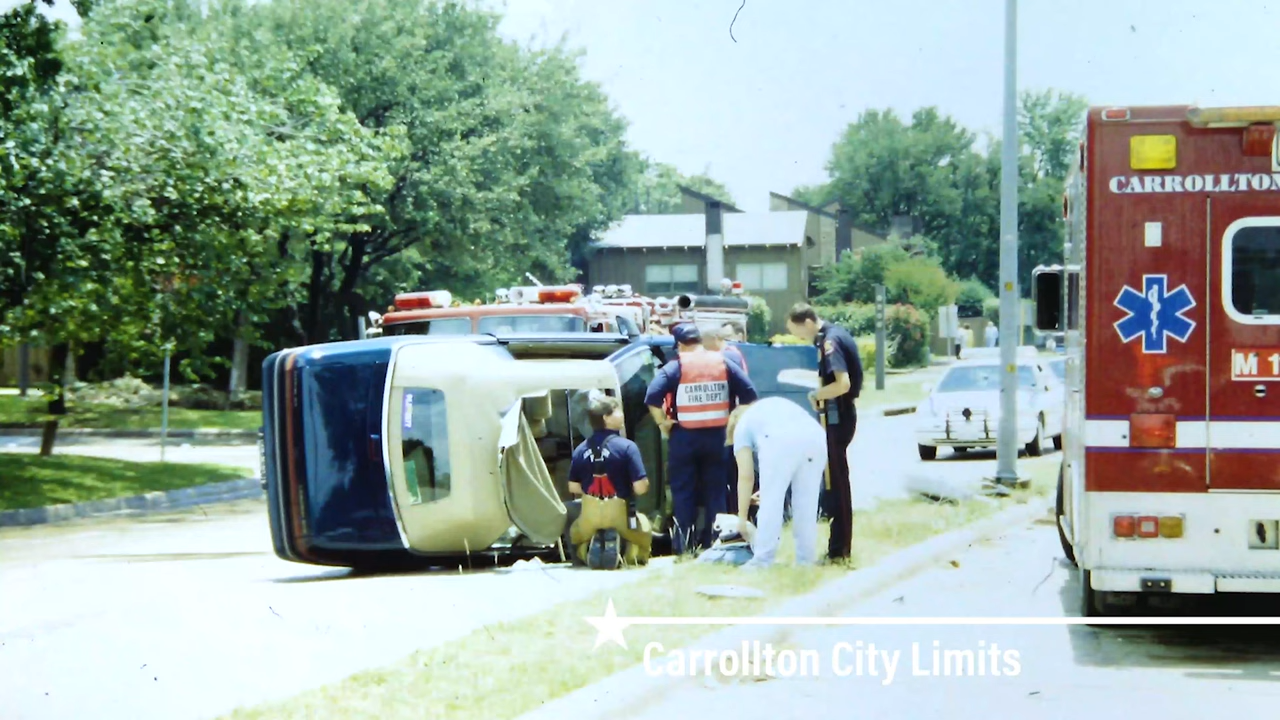 CARROLLTON
M 1
CARROLLTON
FIRE DEPT.
Carrollton City Limits